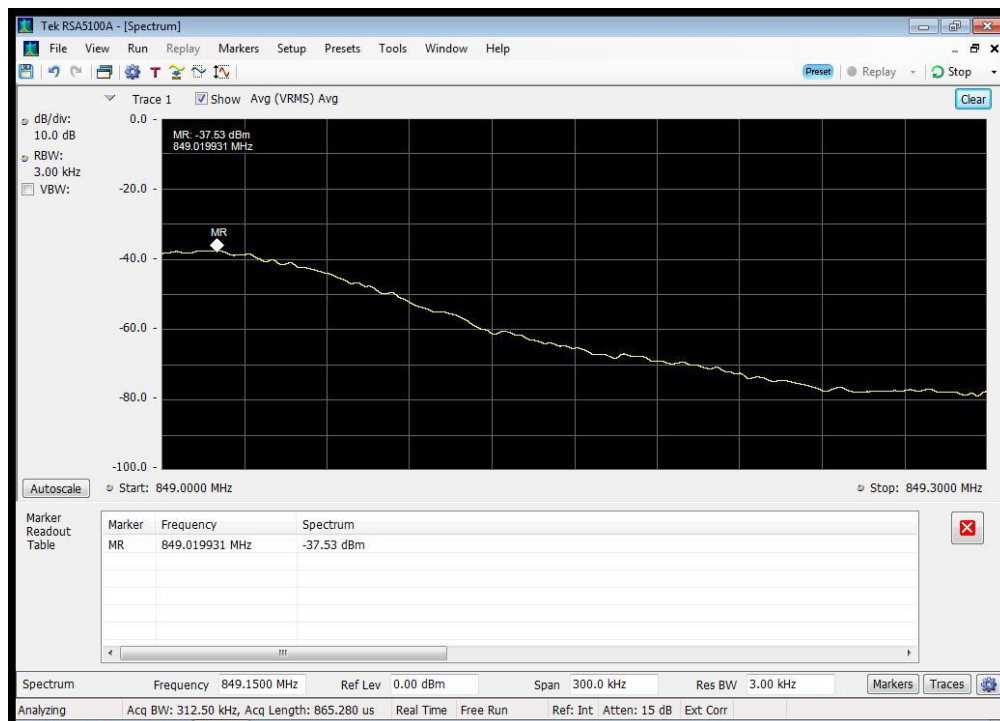 Tek RSA5100A - [Spectrum]
File View Run Replay Markers Setup Presets Tools Window Help
T Preset Replay Stop
Trace 1 Show Avg (VRMS) Avg Clear
dB/div:
10.0 dB
RBW:
3.00 kHz
VBW:
0.0 -
-20.0 -
-40.0 -
-60.0 -
-80.0 -
-100.0 -
MR: -37.53 dBm
849.019931 MHz
MR
Autoscale Start: 849.0000 MHz Stop: 849.3000 MHz
Marker
Readout
Table
Marker Frequency Spectrum
MR 849.019931 MHz -37.53 dBm
Spectrum Frequency 849.1500 MHz Ref Lev 0.00 dBm Span 300.0 kHz Res BW 3.00 kHz Markers Traces
Analyzing Acq BW: 312.50 kHz, Acq Length: 865.280 us Real Time Free Run Ref: Int Atten: 15 dB Ext Corr